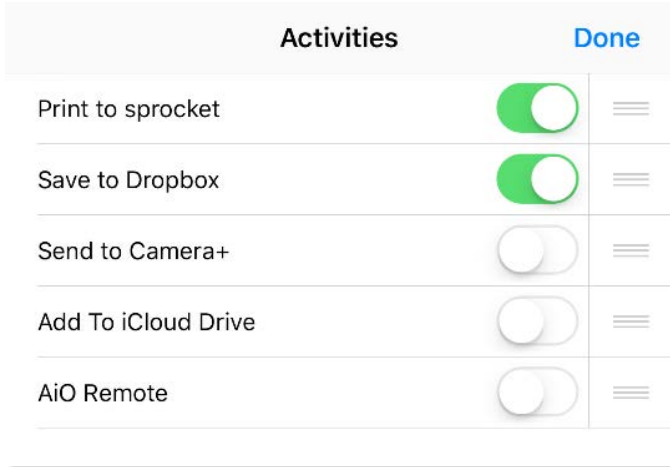 Activities Done
Print to sprocket
Save to Dropbox
Send to Camera+
Add To iCloud Drive
AiO Remote